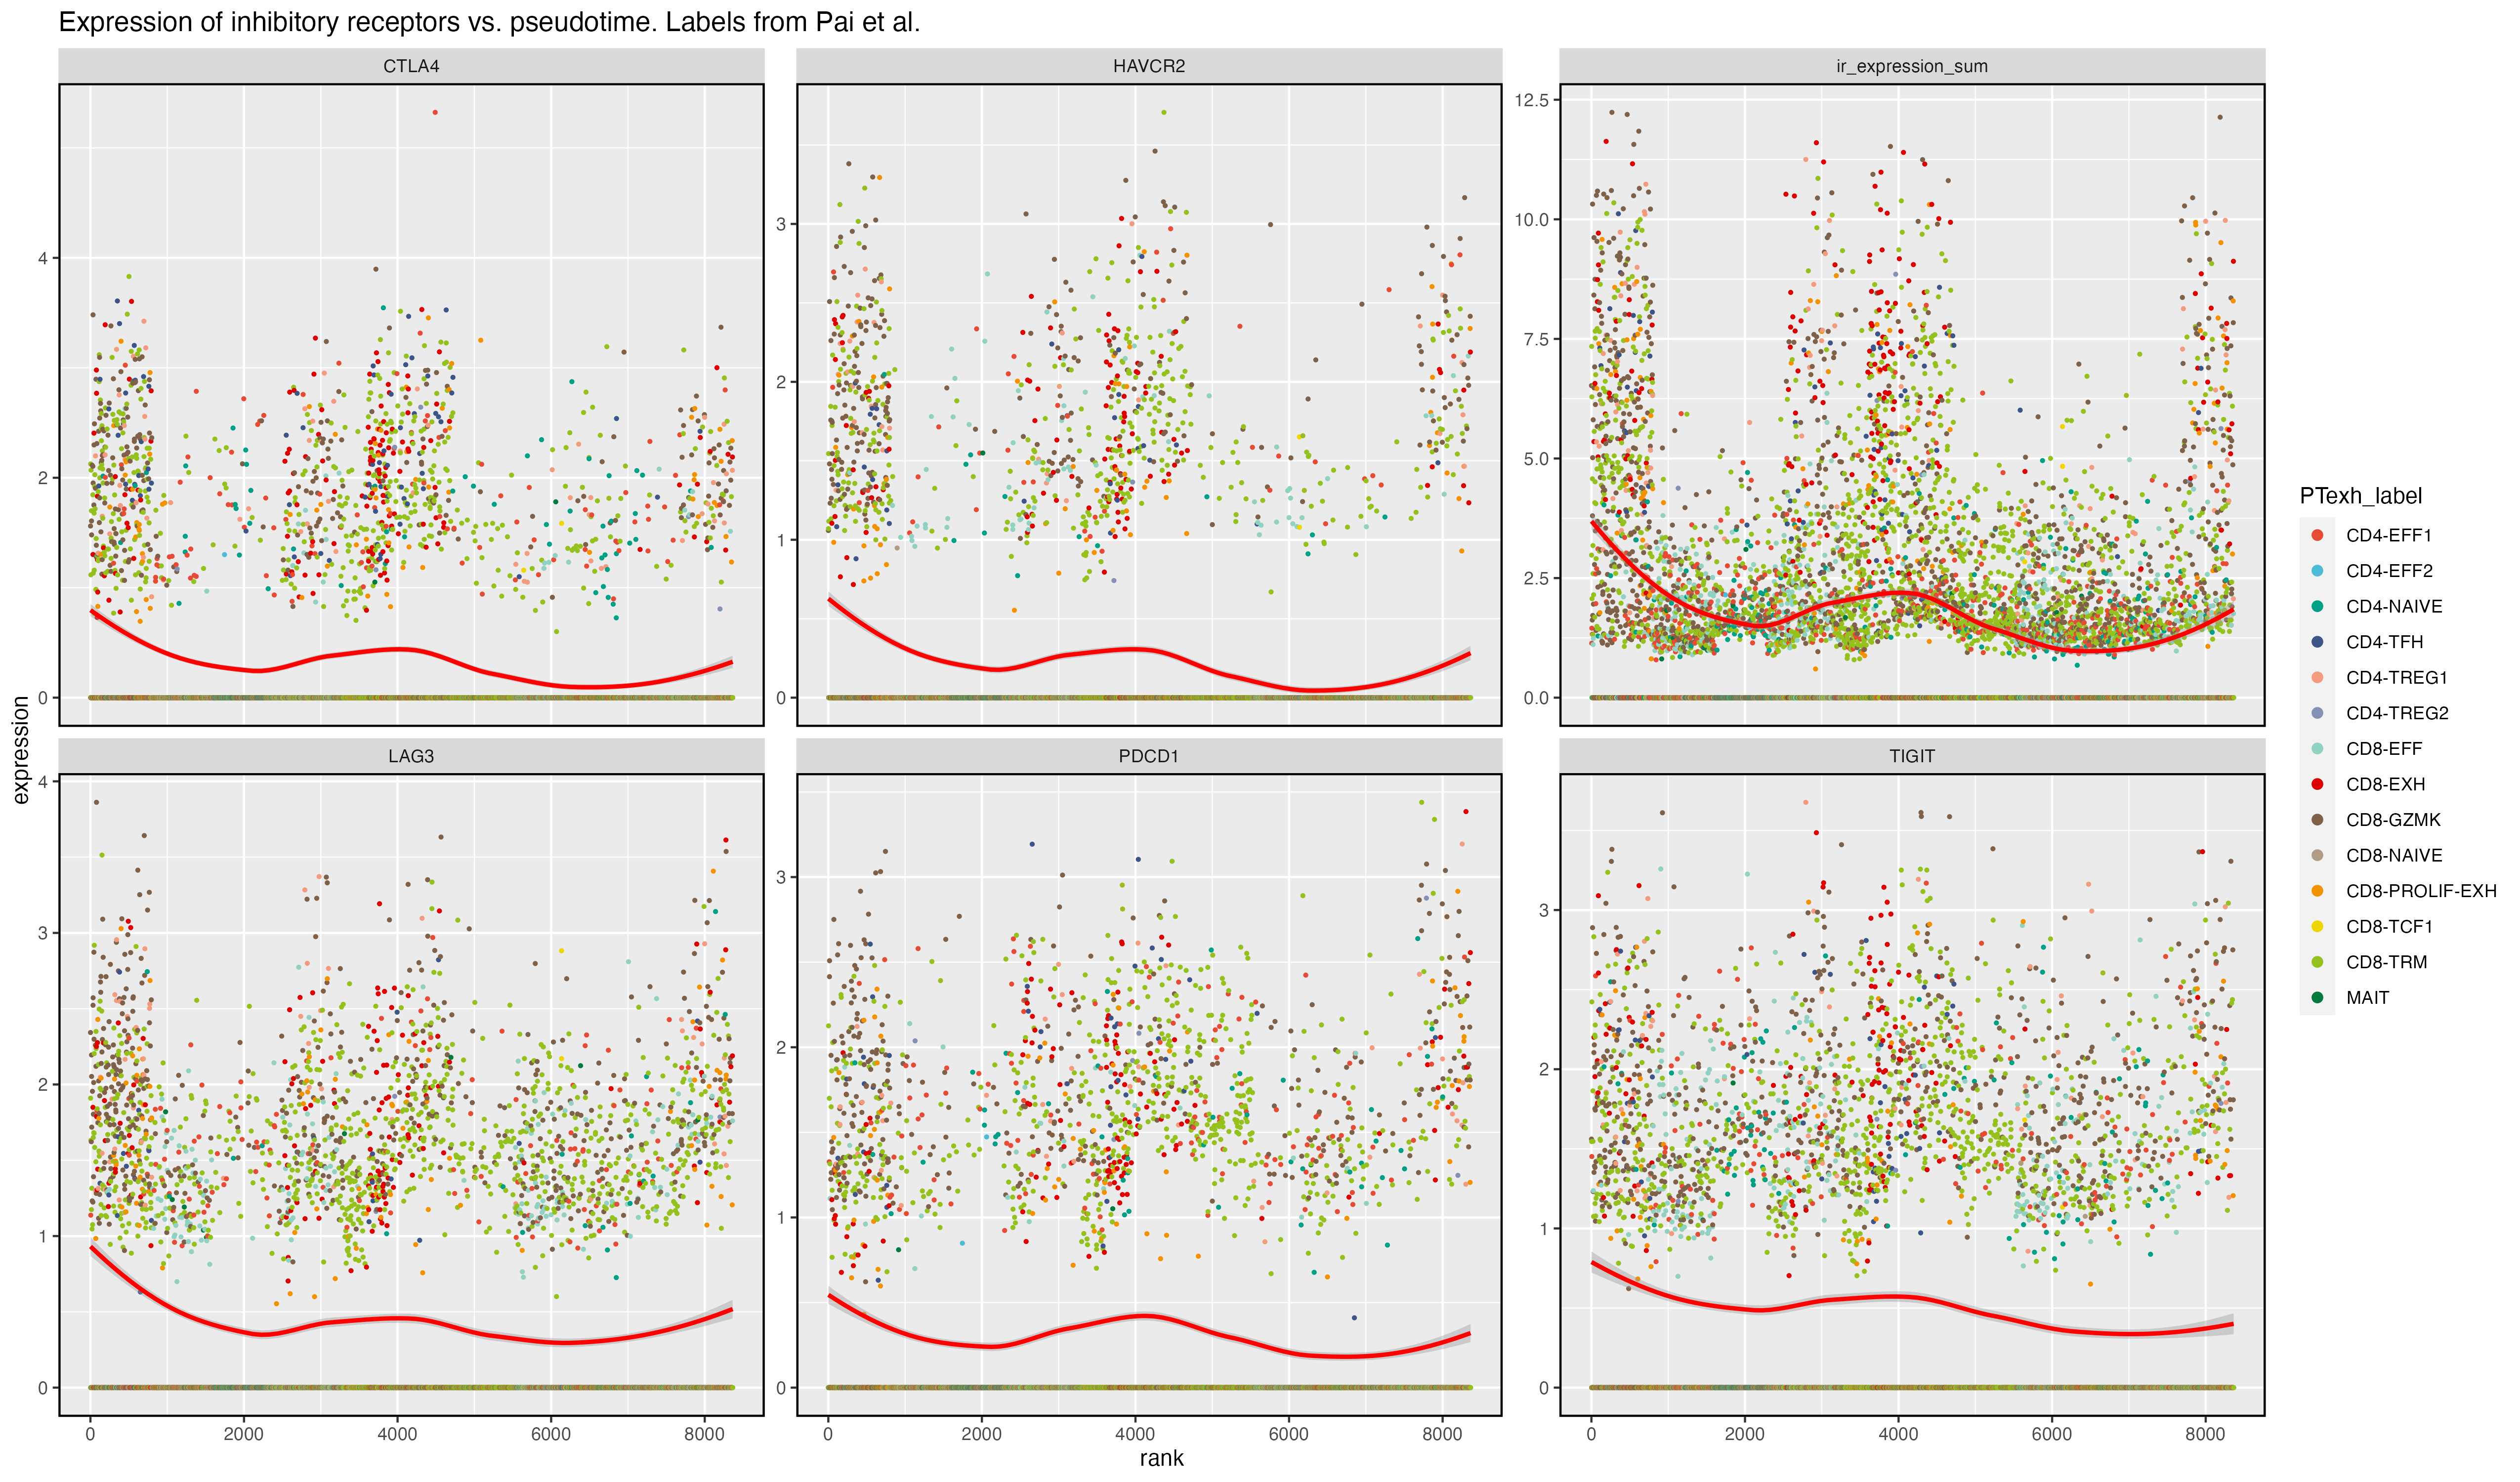 Expression of inhibitory receptors vs. pseudotime. Labels from Pai et al.
CTLA4
HAVCR2
ir_expression_sum
4
2
0
3
2
1
0
12.5
10.0
7.5
5.0
2.5
0.0
expression
LAG3
PDCD1
TIGIT
4
3
2
1
0
3
2
1
0
3
2
1
0
0 2000 4000 6000 8000
0 2000 4000 6000 8000
0 2000 4000 6000 8000
rank
PTexh_label
CD4-EFF1
CD4-EFF2
CD4-NAIVE
CD4-TFH
CD4-TREG1
CD4-TREG2
CD8-EFF
CD8-EXH
CD8-GZMK
CD8-NAIVE
CD8-PROLIF-EXH
CD8-TCF1
CD8-TRM
MAIT